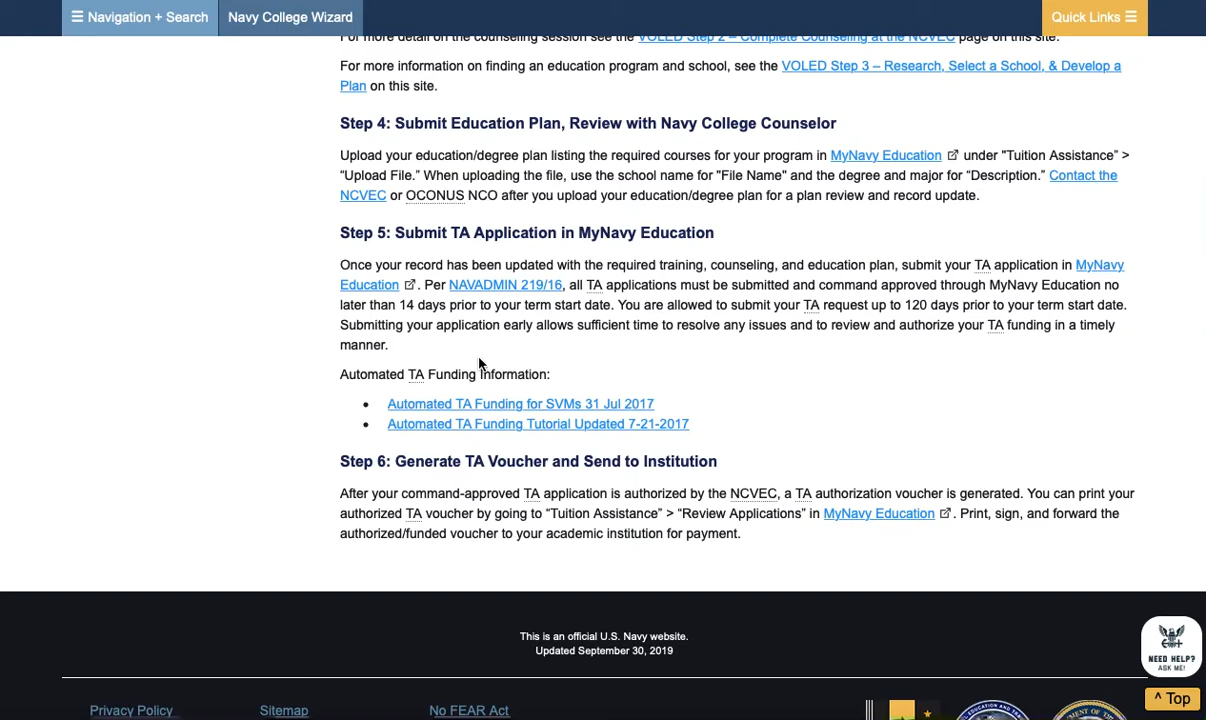 ☰ Navigation + Search
Navy College Wizard
Quick Links ☰
For more detail on the counseling session see the VOLED Step 2 – Complete Counseling at the NCVEC page on this site.
For more information on finding an education program and school, see the VOLED Step 3 – Research, Select a School, & Develop a
Plan on this site.
Step 4: Submit Education Plan, Review with Navy College Counselor
Upload your education/degree plan listing the required courses for your program in MyNavy Education under "Tuition Assistance” >
“Upload File.” When uploading the file, use the school name for "File Name" and the degree and major for “Description.” Contact the
NCVEC or OCONUS NCO after you upload your education/degree plan for a plan review and record update.
Step 5: Submit TA Application in MyNavy Education
Once your record has been updated with the required training, counseling, and education plan, submit your TA application in MyNavy
Education . Per NAVADMIN 219/16, all TA applications must be submitted and command approved through MyNavy Education no
later than 14 days prior to your term start date. You are allowed to submit your TA request up to 120 days prior to your term start date.
Submitting your application early allows sufficient time to resolve any issues and to review and authorize your TA funding in a timely
manner.
Automated TA Funding Information:
• Automated TA Funding for SVMs 31 Jul 2017
• Automated TA Funding Tutorial Updated 7-21-2017
Step 6: Generate TA Voucher and Send to Institution
After your command-approved TA application is authorized by the NCVEC, a TA authorization voucher is generated. You can print your
authorized TA voucher by going to “Tuition Assistance” > “Review Applications” in MyNavy Education . Print, sign, and forward the
authorized/funded voucher to your academic institution for payment.
This is an official U.S. Navy website.
Updated September 30, 2019
NEED HELP?
ASK ME!
^ Top
Privacy Policy
Sitemap
No FEAR Act